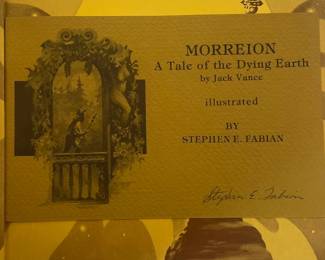 MORREION
A Tale of the Dying Earth
by Jack Vance
illustrated
BY
STEPHEN E. FABIAN
Stephen E. Fabian